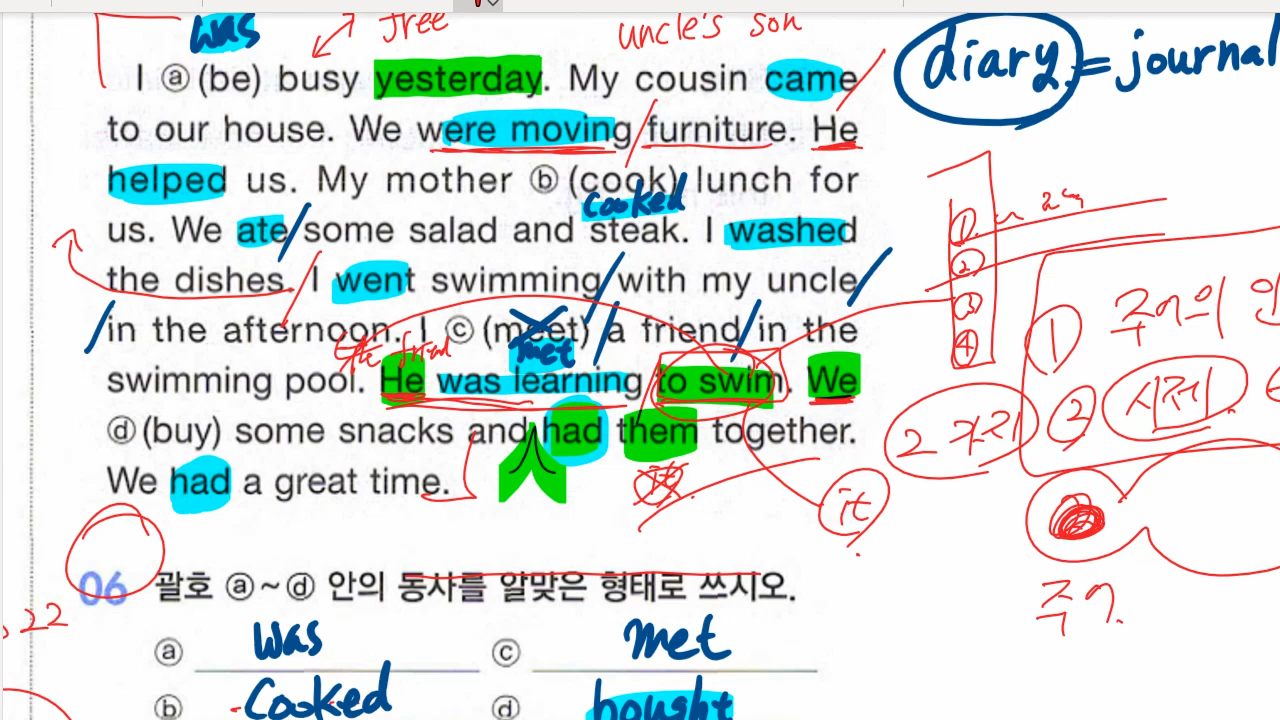 was
free
uncle's son
diary = journal
I ⓐ (be) busy yesterday. My cousin came
to our house. We were moving furniture. He
helped us. My mother ⓑ (cook) lunch for
cooked
us. We ate some salad and steak. I washed
the dishes. I went swimming with my uncle
in the afternoon. I ⓒ (meet) a friend in the
met
swimming pool. He was learning to swim. We
ⓓ (buy) some snacks and had them together.
it
it
We had a great time.
①
②
③
④
① 주어의
② 시제
2가지
주어.
06 괄호 ⓐ~ⓓ 안의 동사를 알맞은 형태로 쓰시오.
22
ⓐ was ⓒ met
ⓑ cooked ⓓ bought